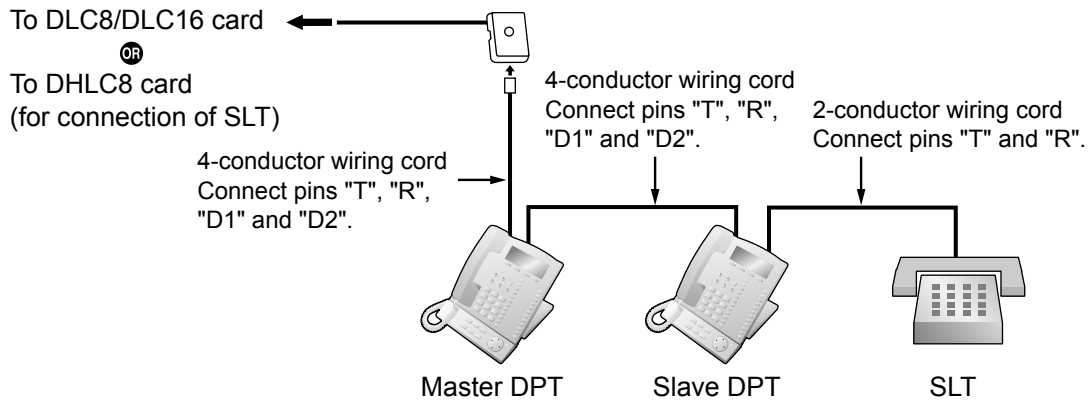 To DLC8/DLC16 card
OR
To DHLC8 card
(for connection of SLT)
4-conductor wiring cord
Connect pins "T", "R",
"D1" and "D2".
4-conductor wiring cord
Connect pins "T", "R",
"D1" and "D2".
2-conductor wiring cord
Connect pins "T" and "R".
Master DPT
Slave DPT
SLT